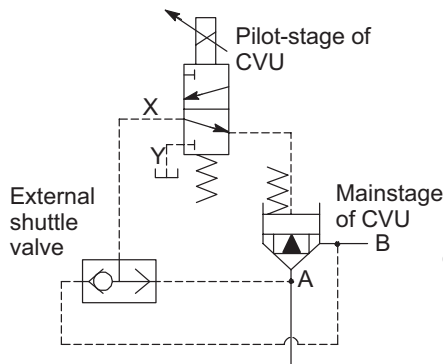 Pilot-stage of
CVU
X
Y
External
shuttle
valve
Mainstage
of CVU
B
A